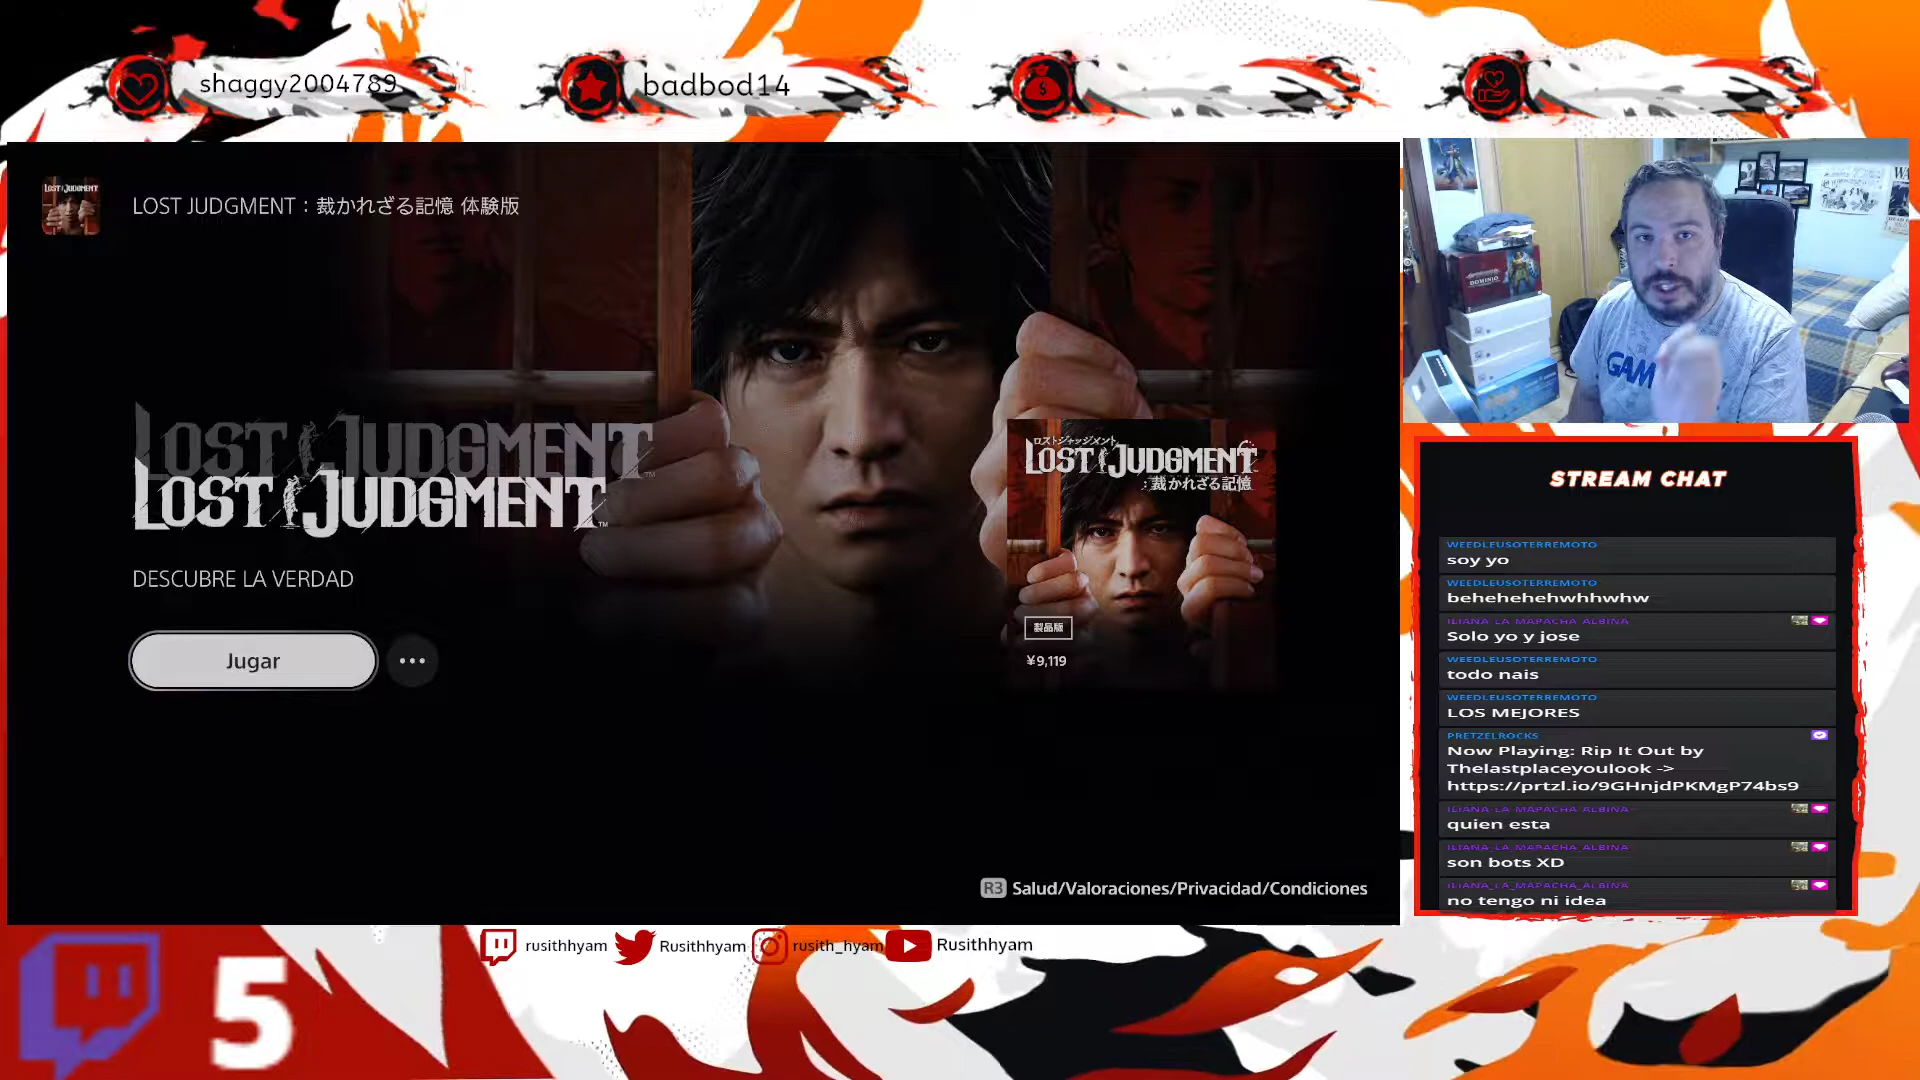 shaggy2004789
badbod14
LOST JUDGMENT
LOST JUDGMENT：裁かれざる記憶 体験版
LOST JUDGMENT™
LOST JUDGMENT™
DESCUBRE LA VERDAD
Jugar
ロストジャッジメント
LOST JUDGMENT
：裁かれざる記憶
製品版
¥9,119
R3 Salud/Valoraciones/Privacidad/Condiciones
DOMINIO
GAM
STREAM CHAT
WEEDLEUSOTERREMOTO
soy yo
WEEDLEUSOTERREMOTO
behehehehwhhwhw
ILIANA_LA_MAPACHA_ALBINA
Solo yo y jose
WEEDLEUSOTERREMOTO
todo nais
WEEDLEUSOTERREMOTO
LOS MEJORES
PRETZELROCKS
Now Playing: Rip It Out by
Thelastplaceyoulook ->
https://prtzl.io/9GHnjdPKMgP74bs9
ILIANA_LA_MAPACHA_ALBINA
quien esta
ILIANA_LA_MAPACHA_ALBINA
son bots XD
ILIANA_LA_MAPACHA_ALBINA
no tengo ni idea
rusithhyam
Rusithhyam
rusith_hyam
Rusithhyam
5